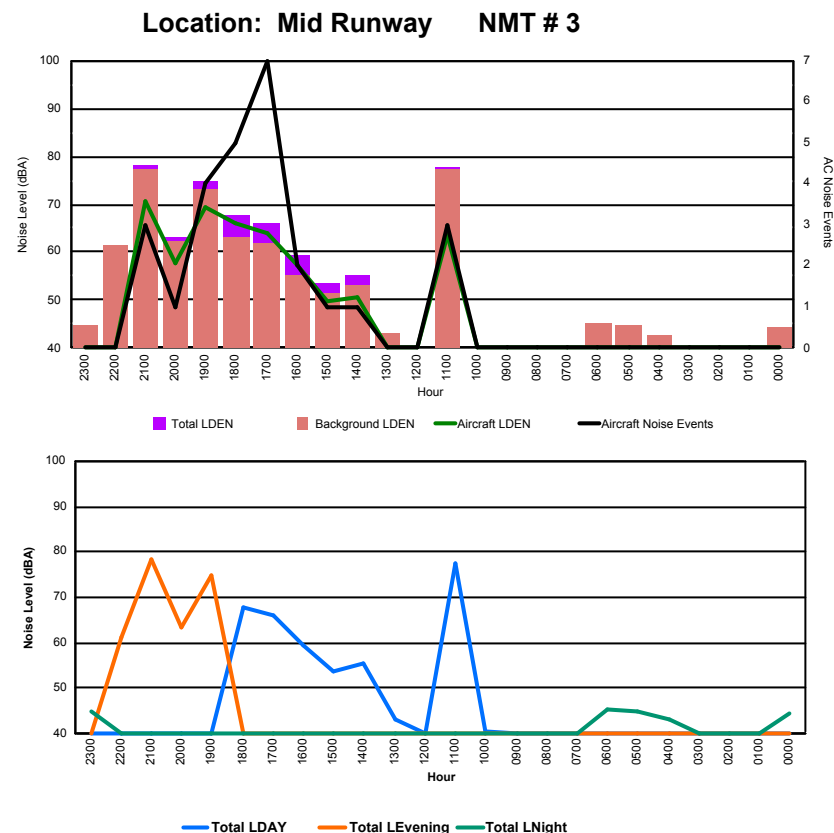 Location: Mid Runway NMT # 3
100
90
80
70
60
50
40
Noise Level (dBA)
7
6
5
4
3
2
1
0
AC Noise Events
2300 2200 2100 2000 1900 1800 1700 1600 1500 1400 1300 1200 1100 1000 0900 0800 0700 0600 0500 0400 0300 0200 0100 0000
Hour
Total LDEN Background LDEN Aircraft LDEN Aircraft Noise Events
100
90
80
70
60
50
40
Noise Level (dBA)
2300 2200 2100 2000 1900 1800 1700 1600 1500 1400 1300 1200 1100 1000 0900 0800 0700 0600 0500 0400 0300 0200 0100 0000
Hour
Total LDAY Total LEvening Total LNight